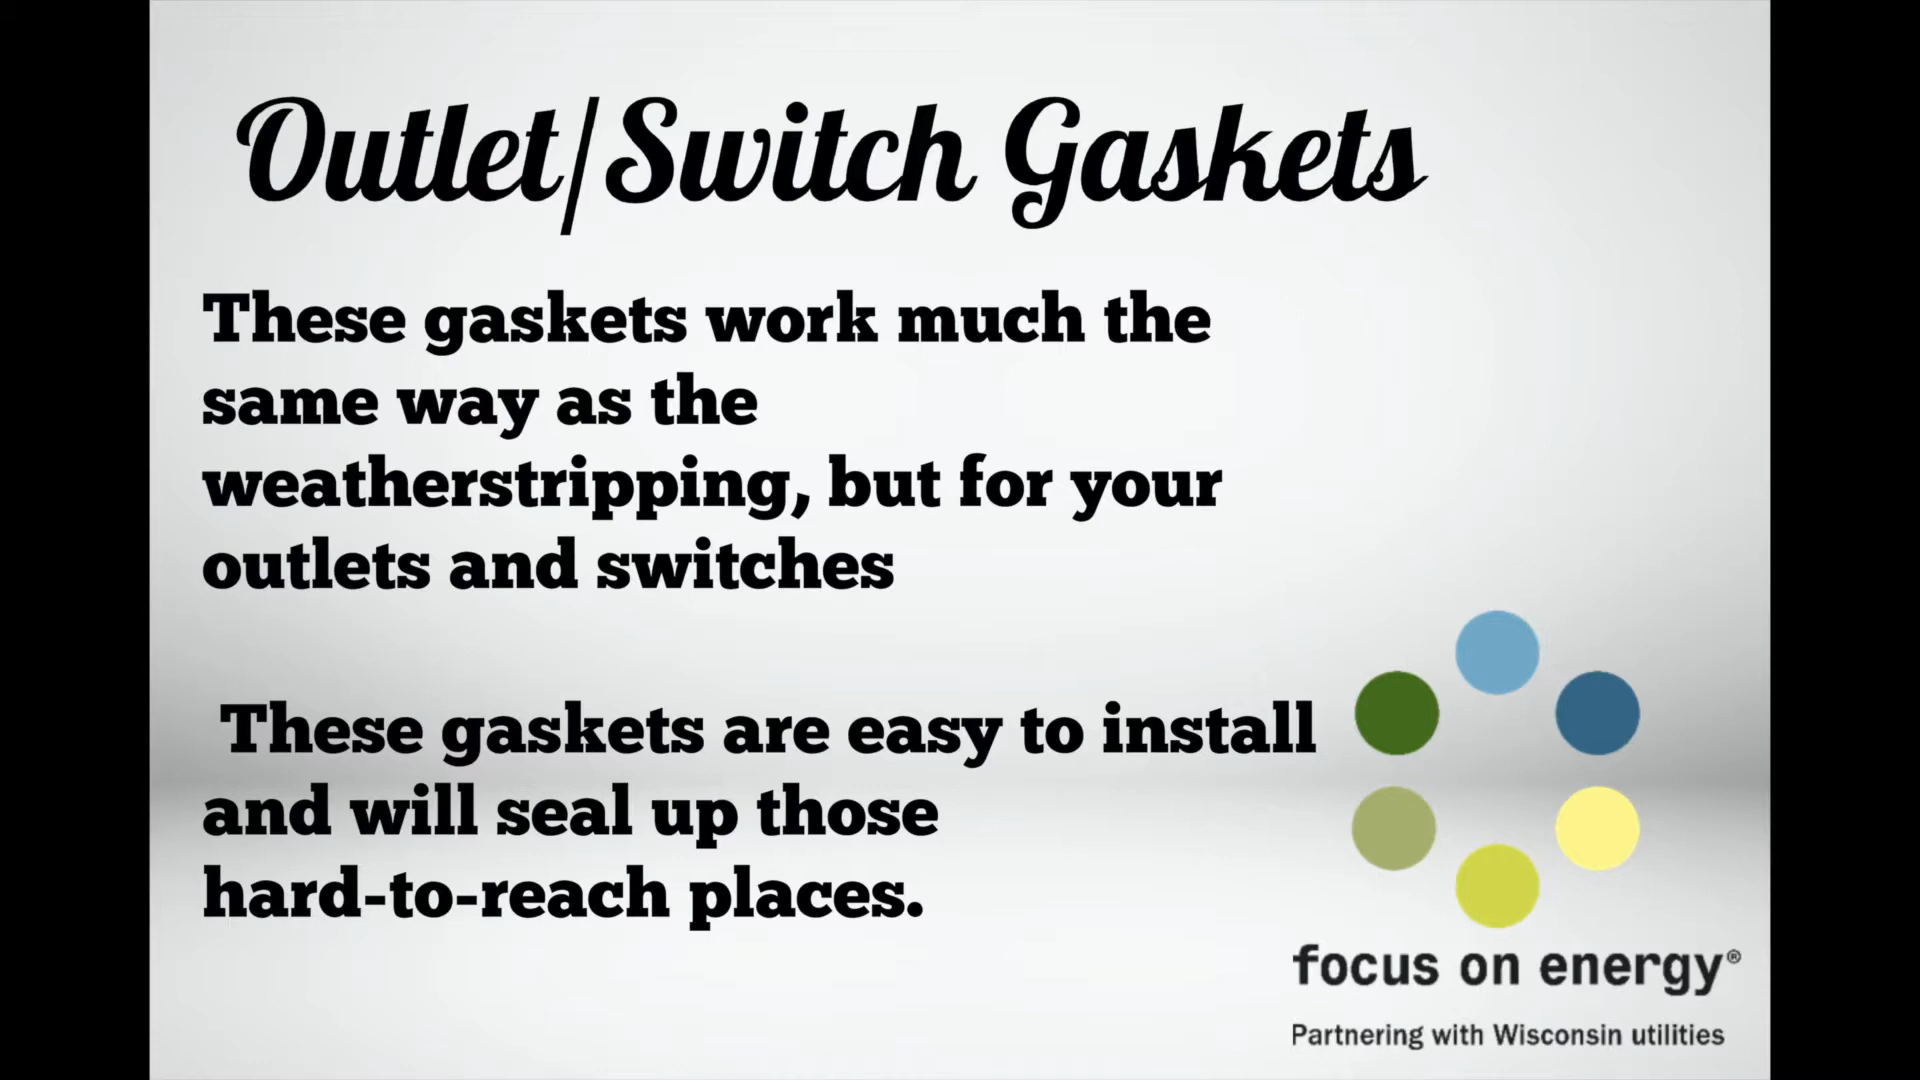 Outlet/Switch Gaskets
These gaskets work much the
same way as the
weatherstripping, but for your
outlets and switches
These gaskets are easy to install
and will seal up those
hard-to-reach places.
focus on energy®
Partnering with Wisconsin utilities